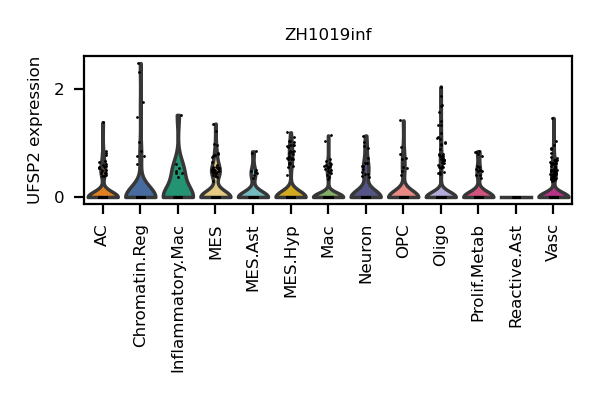 ZH1019inf
UFSP2 expression
2
0
AC
Chromatin.Reg
Inflammatory.Mac
MES
MES.Ast
MES.Hyp
Mac
Neuron
OPC
Oligo
Prolif.Metab
Reactive.Ast
Vasc